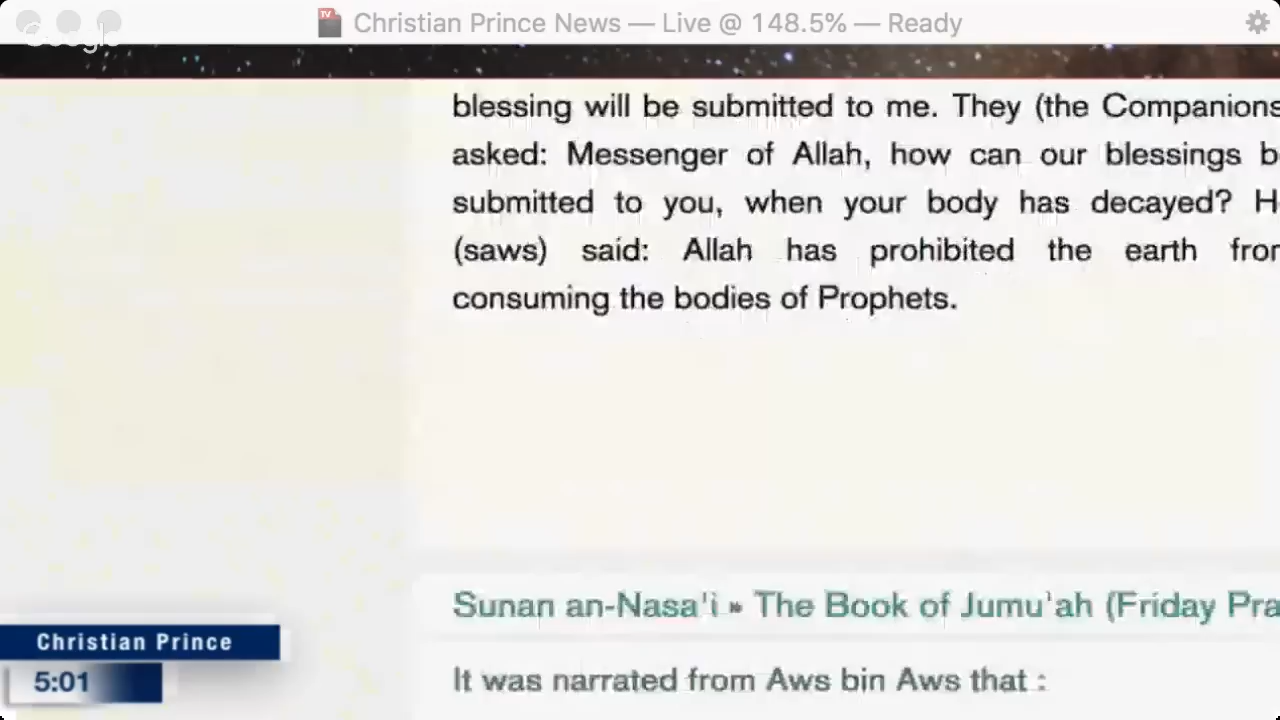 Christian Prince News — Live @ 148.5% — Ready
Google
blessing will be submitted to me. They (the Companions
asked: Messenger of Allah, how can our blessings b
submitted to you, when your body has decayed? H
(saws) said: Allah has prohibited the earth fror
consuming the bodies of Prophets.
Sunan an-Nasa'i » The Book of Jumu'ah (Friday Pra
It was narrated from Aws bin Aws that :
Christian Prince
5:01